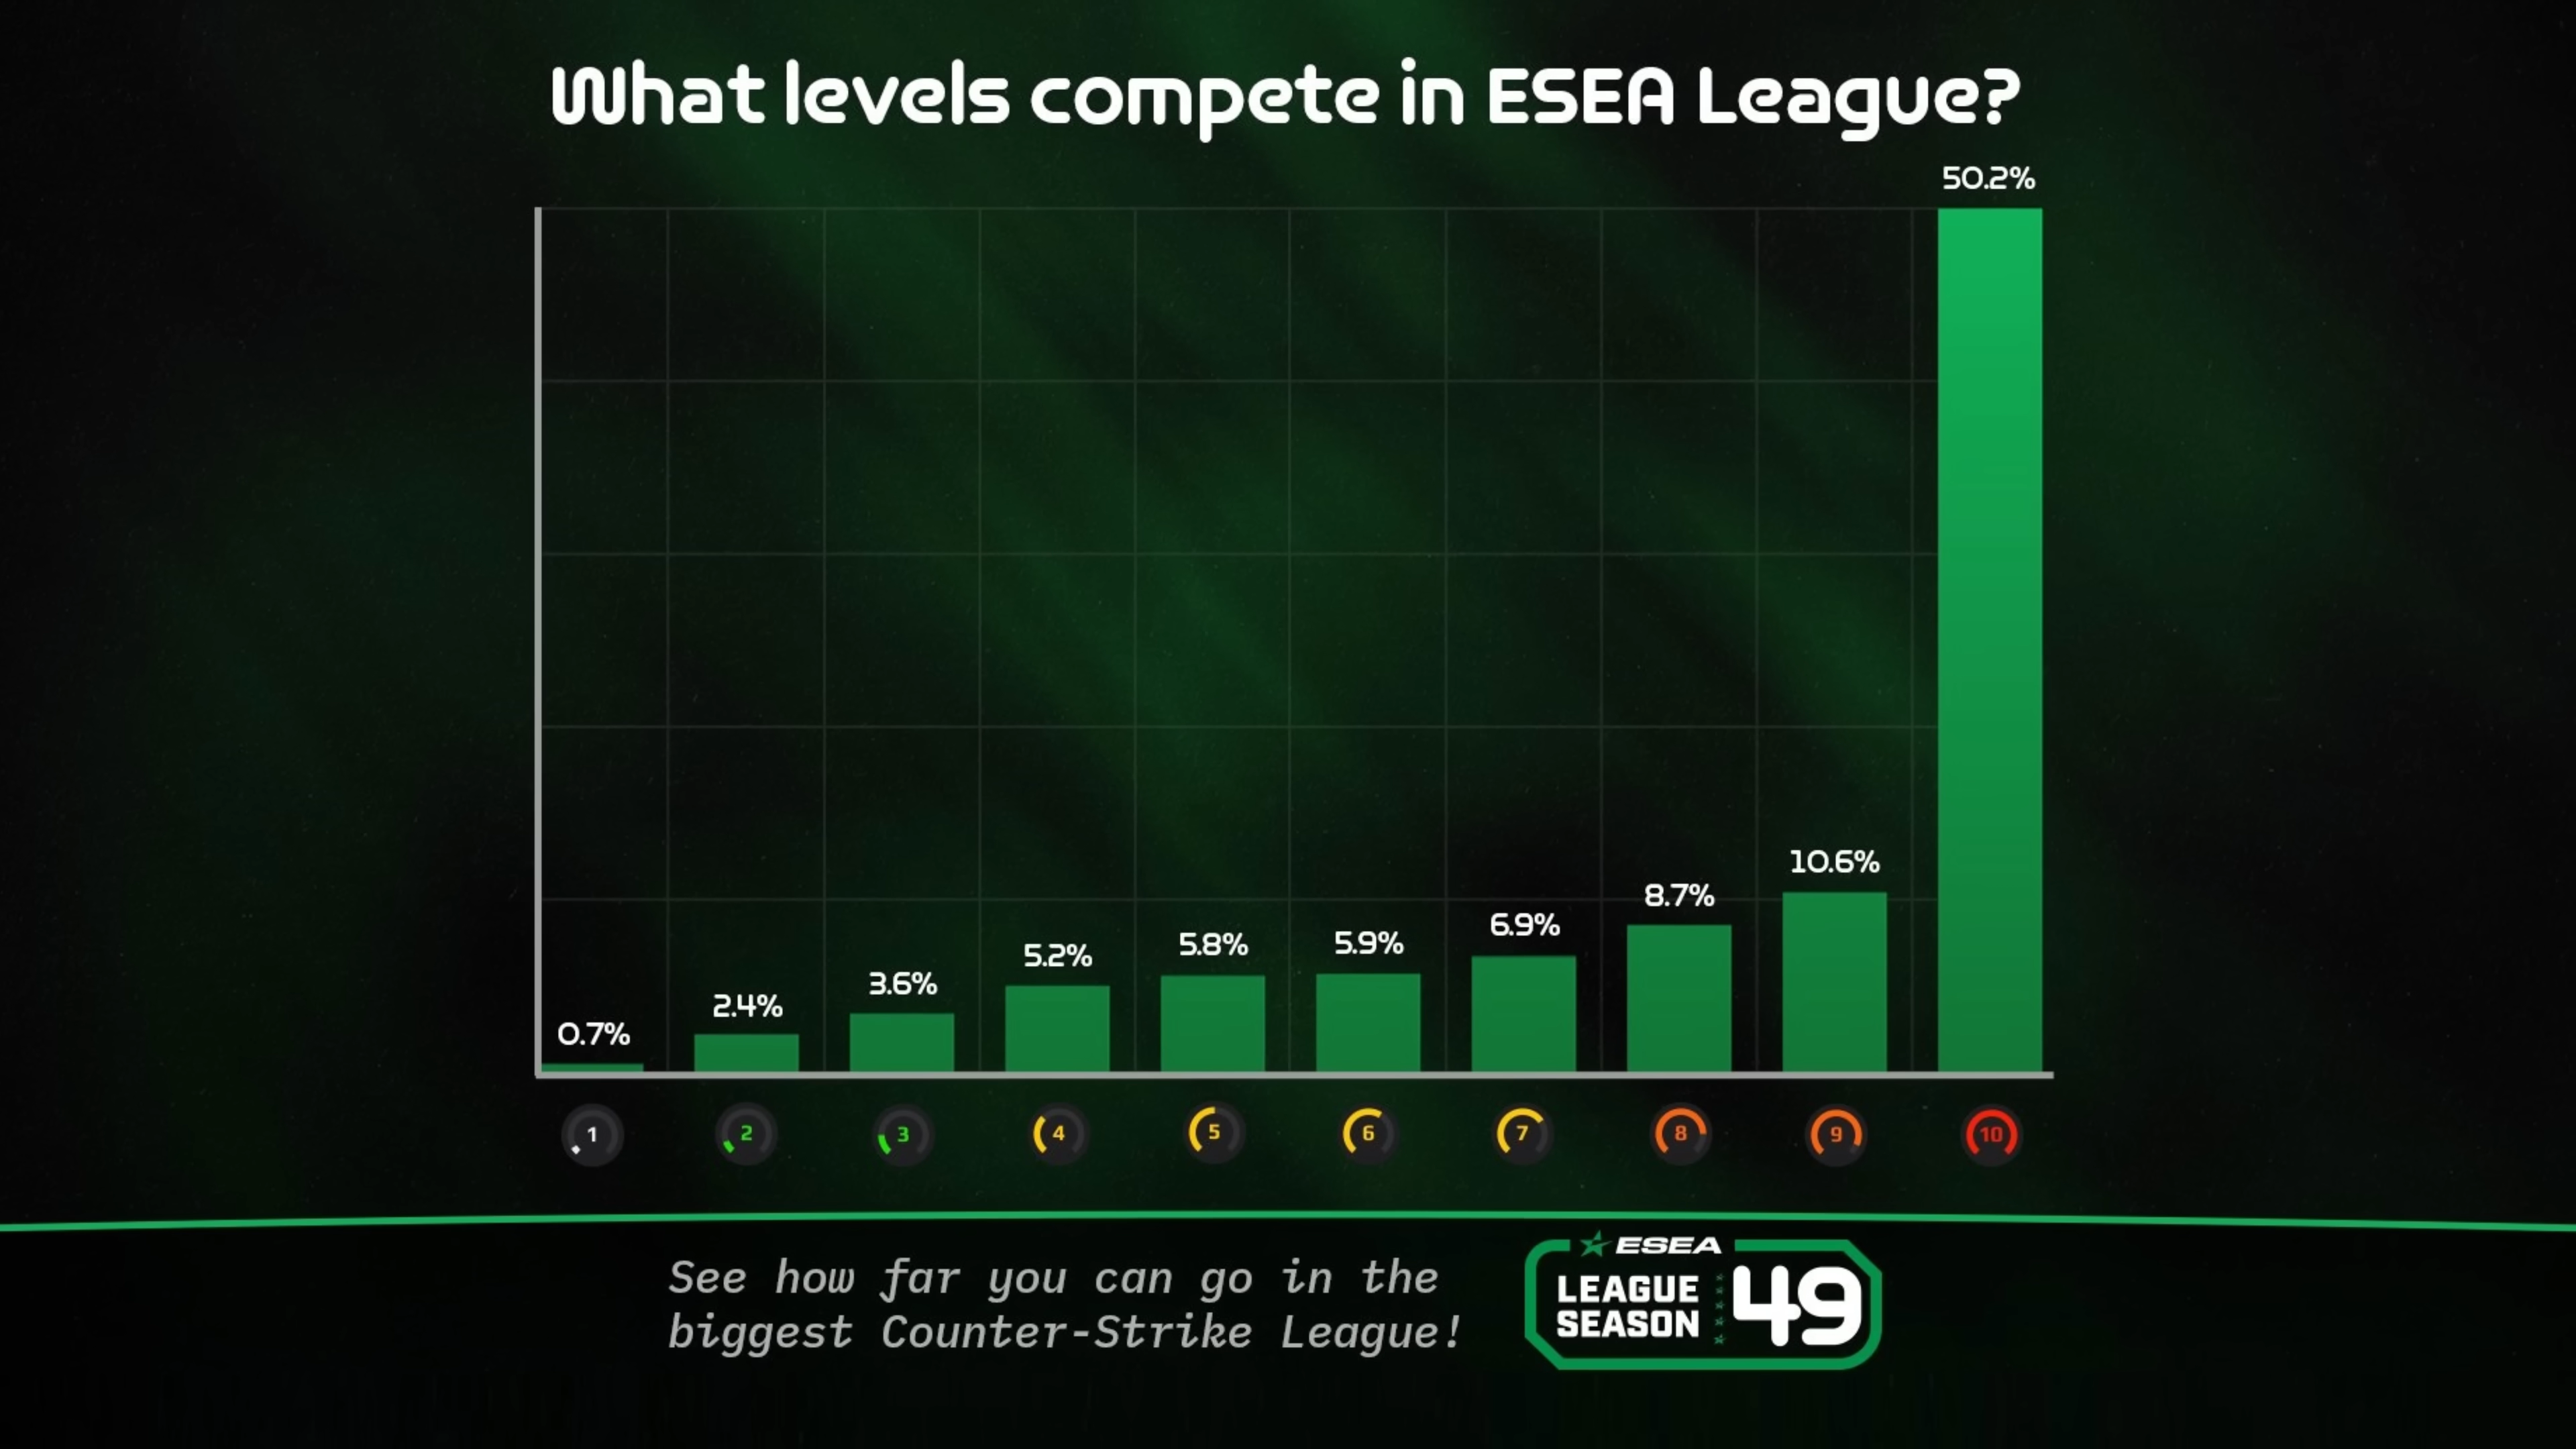 What levels compete in ESEA League?
50.2%
10.6%
8.7%
6.9%
5.9%
5.8%
5.2%
3.6%
2.4%
0.7%
1 2 3 4 5 6 7 8 9 10
See how far you can go in the
biggest Counter-Strike League!
ESEA
LEAGUE
SEASON
49